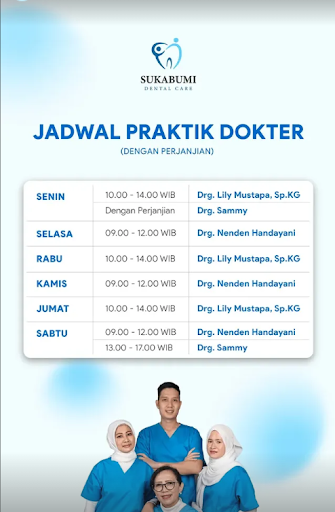 SUKABUMI
DENTAL CARE
JADWAL PRAKTIK DOKTER
(DENGAN PERJANJIAN)
SENIN 10.00 - 14.00 WIB Drg. Lily Mustapa, Sp.KG
Dengan Perjanjian Drg. Sammy
SELASA 09.00 - 12.00 WIB Drg. Nenden Handayani
RABU 10.00 - 14.00 WIB Drg. Lily Mustapa, Sp.KG
KAMIS 09.00 - 12.00 WIB Drg. Nenden Handayani
JUMAT 10.00 - 14.00 WIB Drg. Lily Mustapa, Sp.KG
SABTU 09.00 - 12.00 WIB Drg. Nenden Handayani
13.00 - 17.00 WIB Drg. Sammy